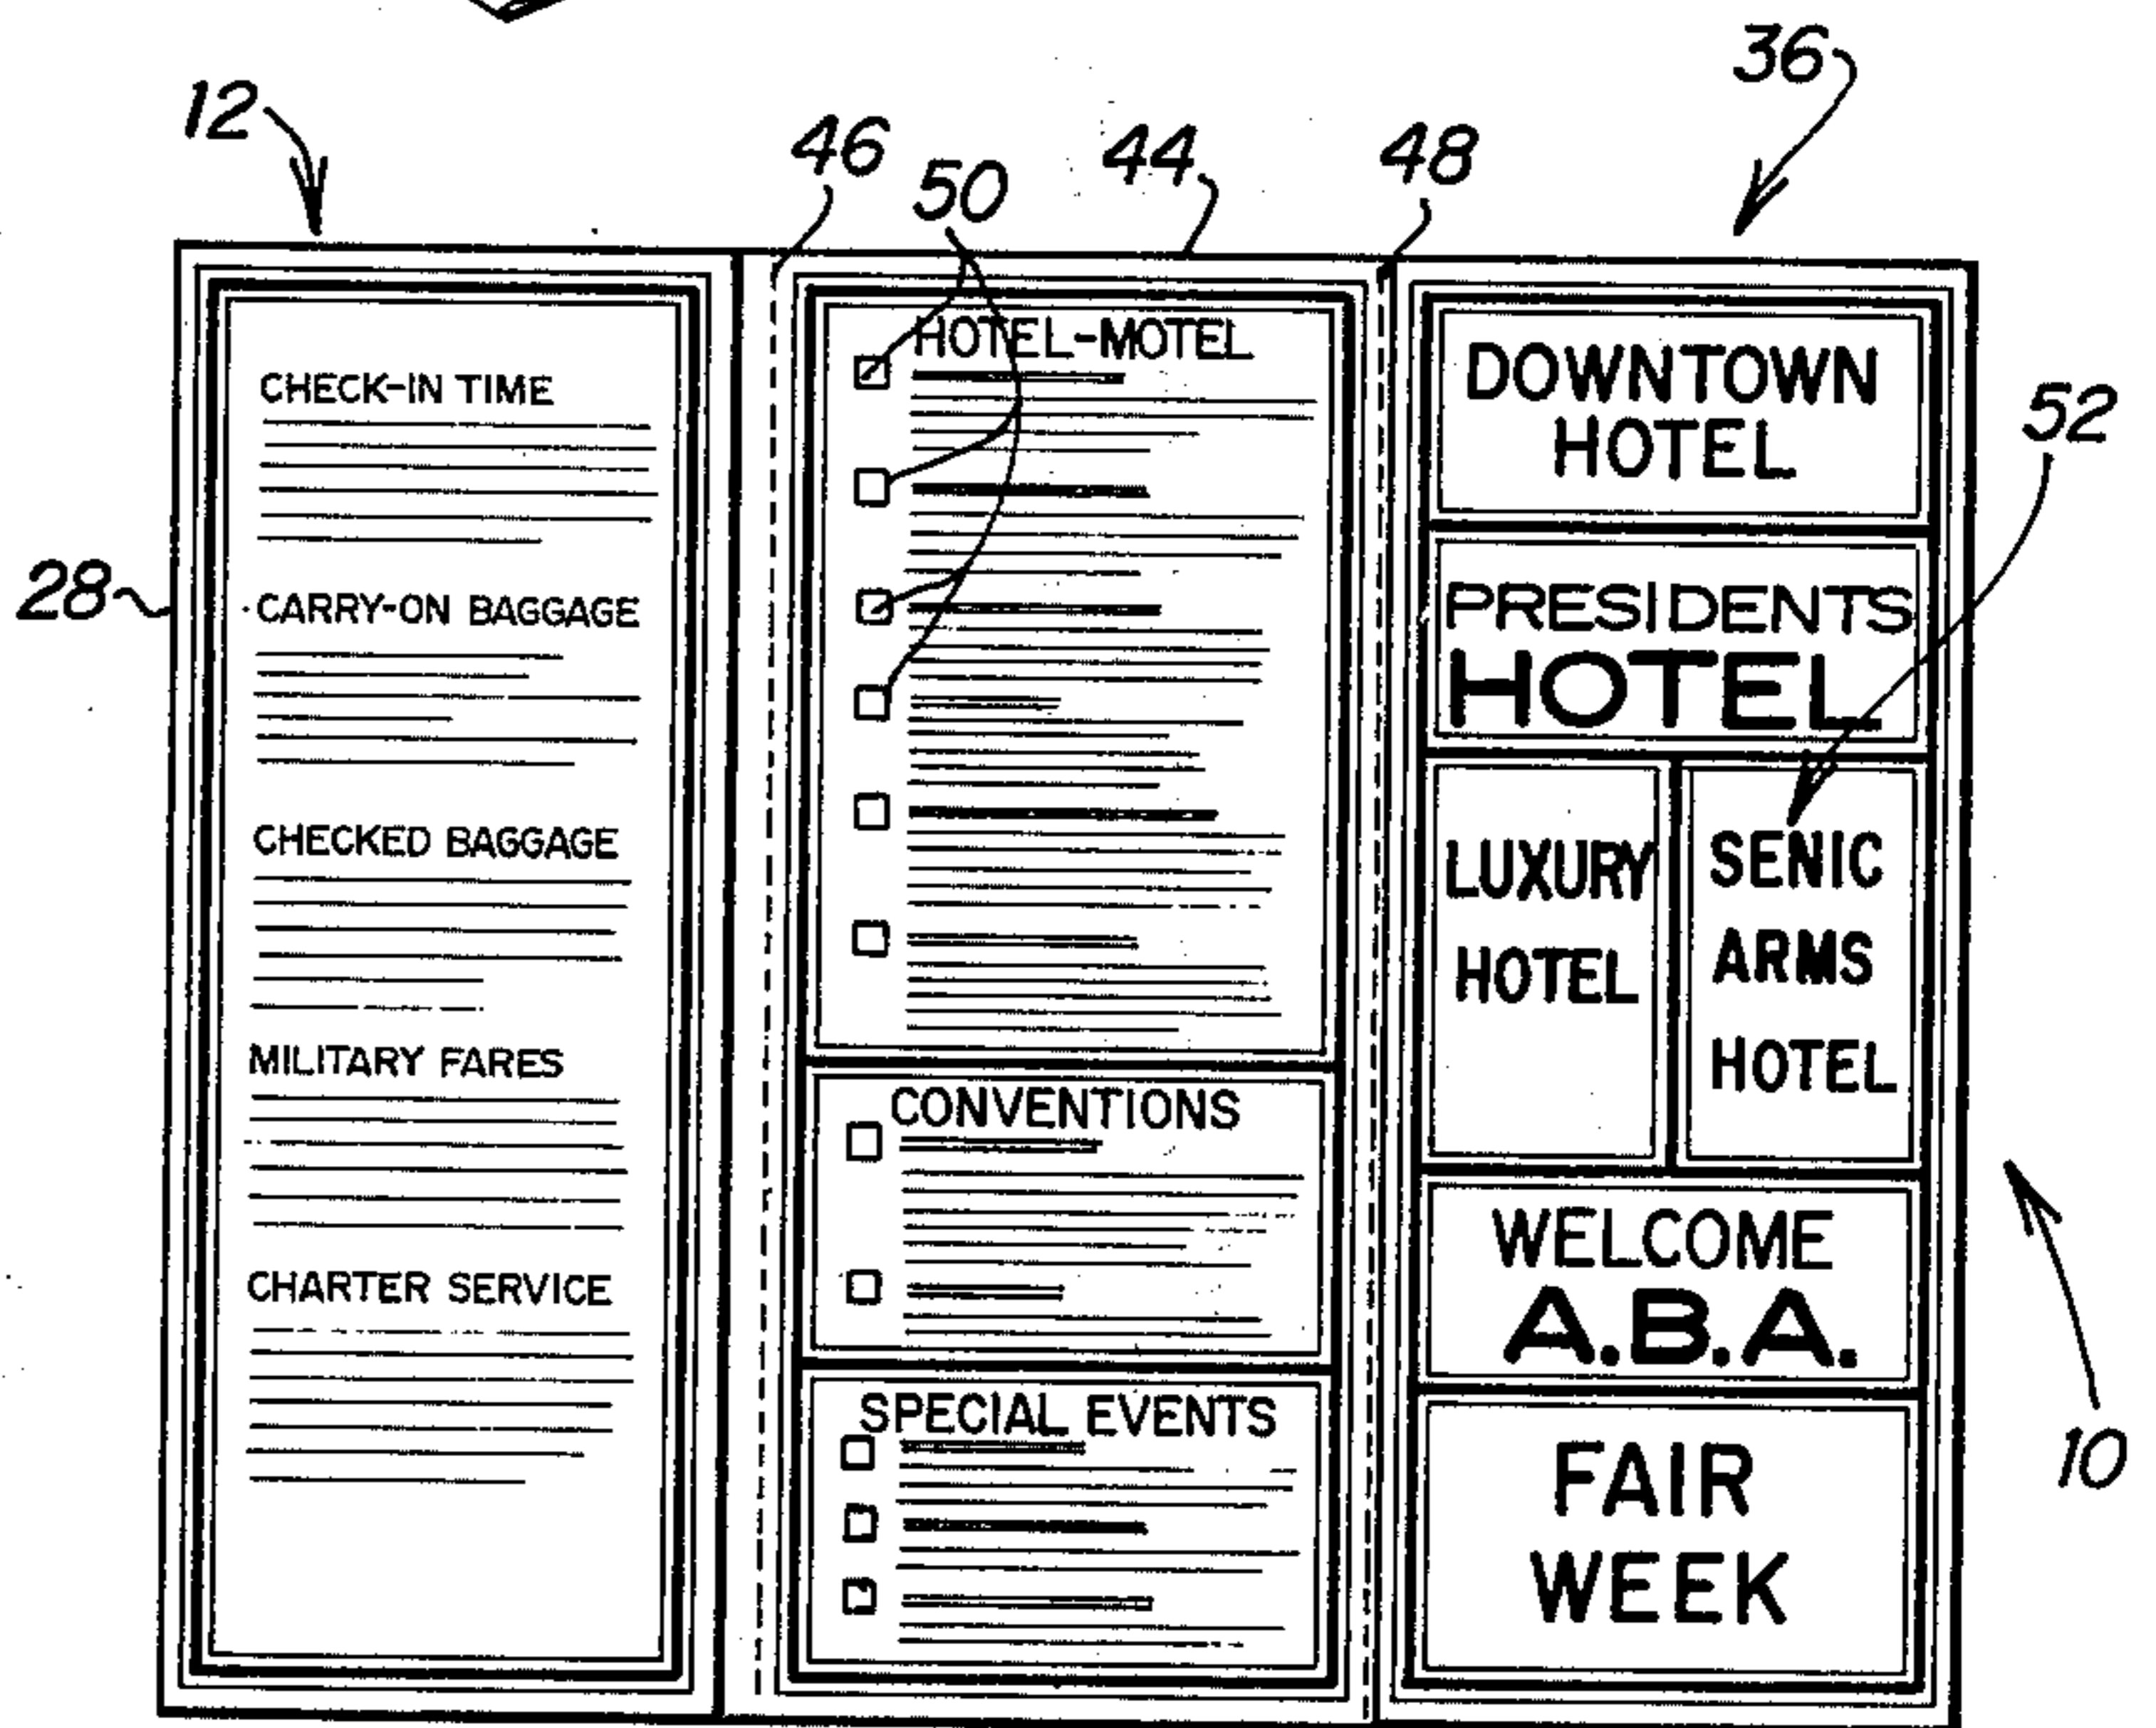 36
12
46
50
44
48
CHECK-IN TIME
28
CARRY-ON BAGGAGE
CHECKED BAGGAGE
MILITARY FARES
CHARTER SERVICE
HOTEL-MOTEL
CONVENTIONS
SPECIAL EVENTS
DOWNTOWN
HOTEL
52
PRESIDENTS
HOTEL
LUXURY
HOTEL
SENIC
ARMS
HOTEL
WELCOME
A.B.A.
FAIR
WEEK
10